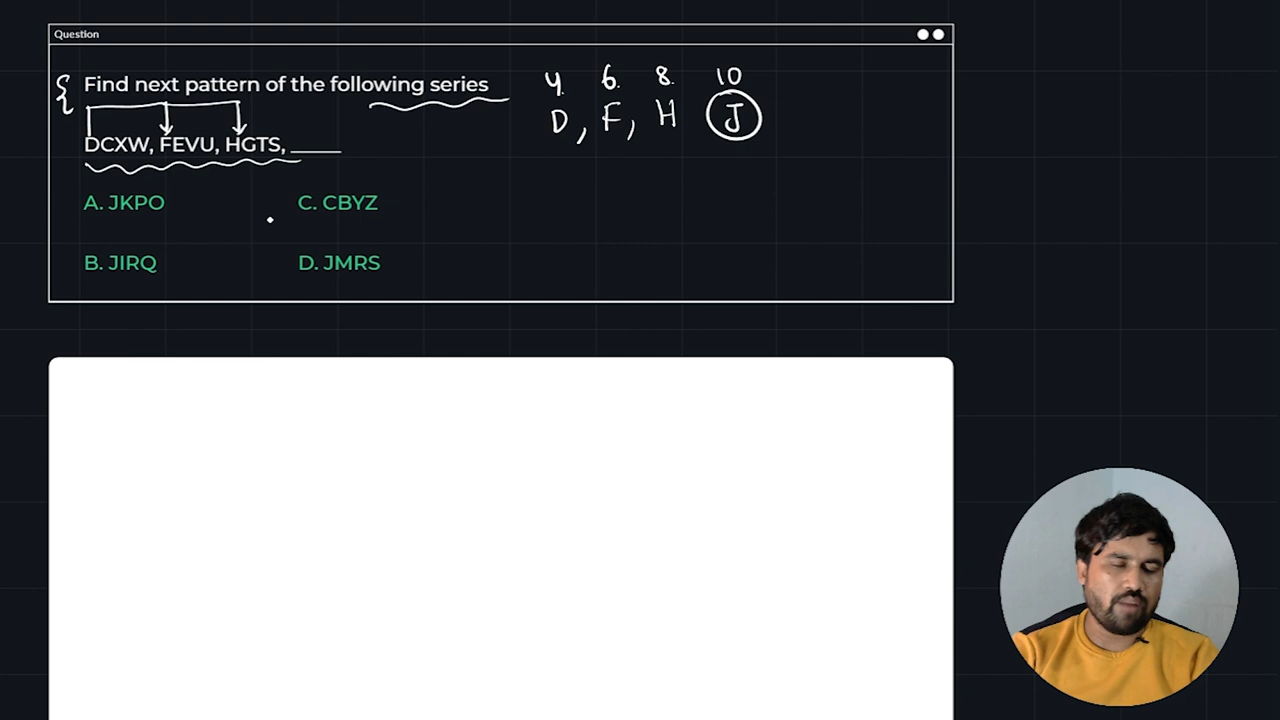 Question
Find next pattern of the following series
4. 6. 8. 10
D, F, H J
DCXW, FEVU, HGTS, _____
A. JKPO
C. CBYZ
B. JIRQ
D. JMRS